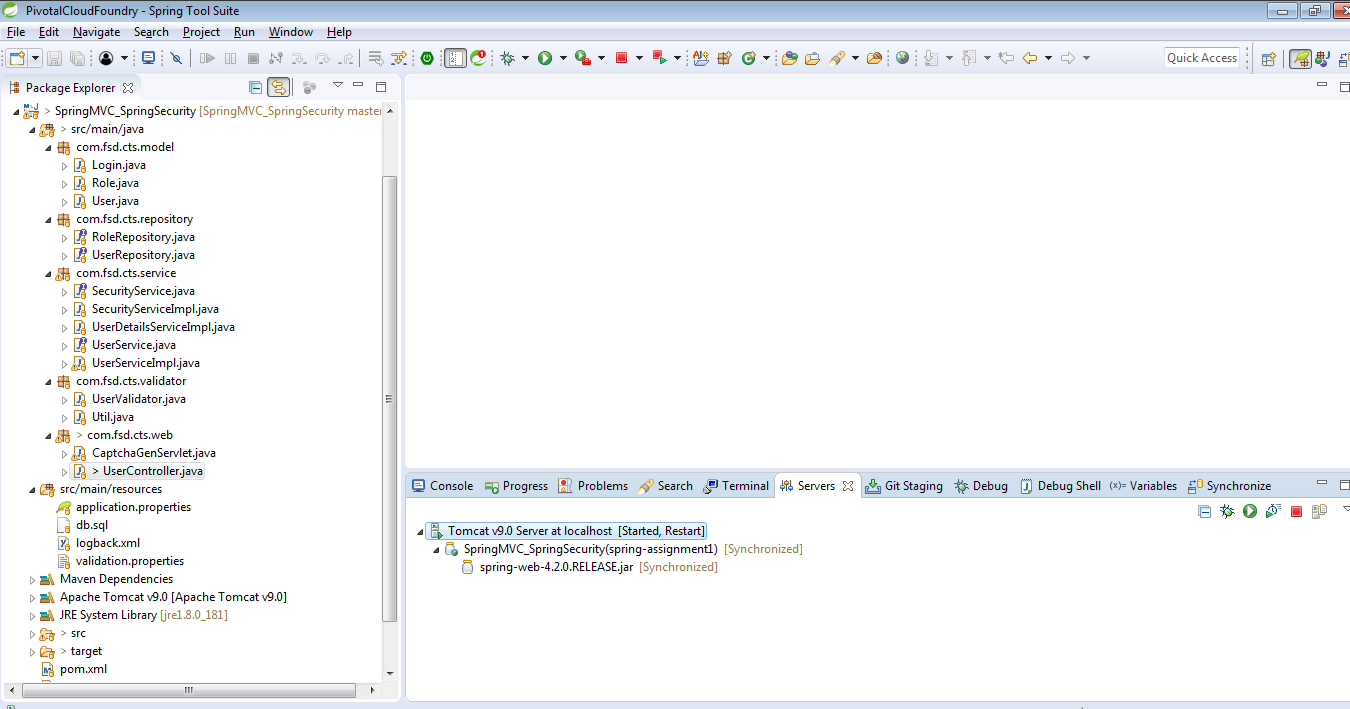 PivotalCloudFoundry - Spring Tool Suite
File Edit Navigate Search Project Run Window Help
Quick Access
Package Explorer
> SpringMVC_SpringSecurity [SpringMVC_SpringSecurity master
> src/main/java
com.fsd.cts.model
Login.java
Role.java
User.java
com.fsd.cts.repository
RoleRepository.java
UserRepository.java
com.fsd.cts.service
SecurityService.java
SecurityServiceImpl.java
UserDetailsServiceImpl.java
UserService.java
UserServiceImpl.java
com.fsd.cts.validator
UserValidator.java
Util.java
> com.fsd.cts.web
CaptchaGenServlet.java
> UserController.java
src/main/resources
application.properties
db.sql
logback.xml
validation.properties
Maven Dependencies
Apache Tomcat v9.0 [Apache Tomcat v9.0]
JRE System Library [jre1.8.0_181]
> src
> target
pom.xml
Console Progress Problems Search Terminal Servers Git Staging Debug Debug Shell (x)= Variables Synchronize
Tomcat v9.0 Server at localhost [Started, Restart]
SpringMVC_SpringSecurity(spring-assignment1) [Synchronized]
spring-web-4.2.0.RELEASE.jar [Synchronized]